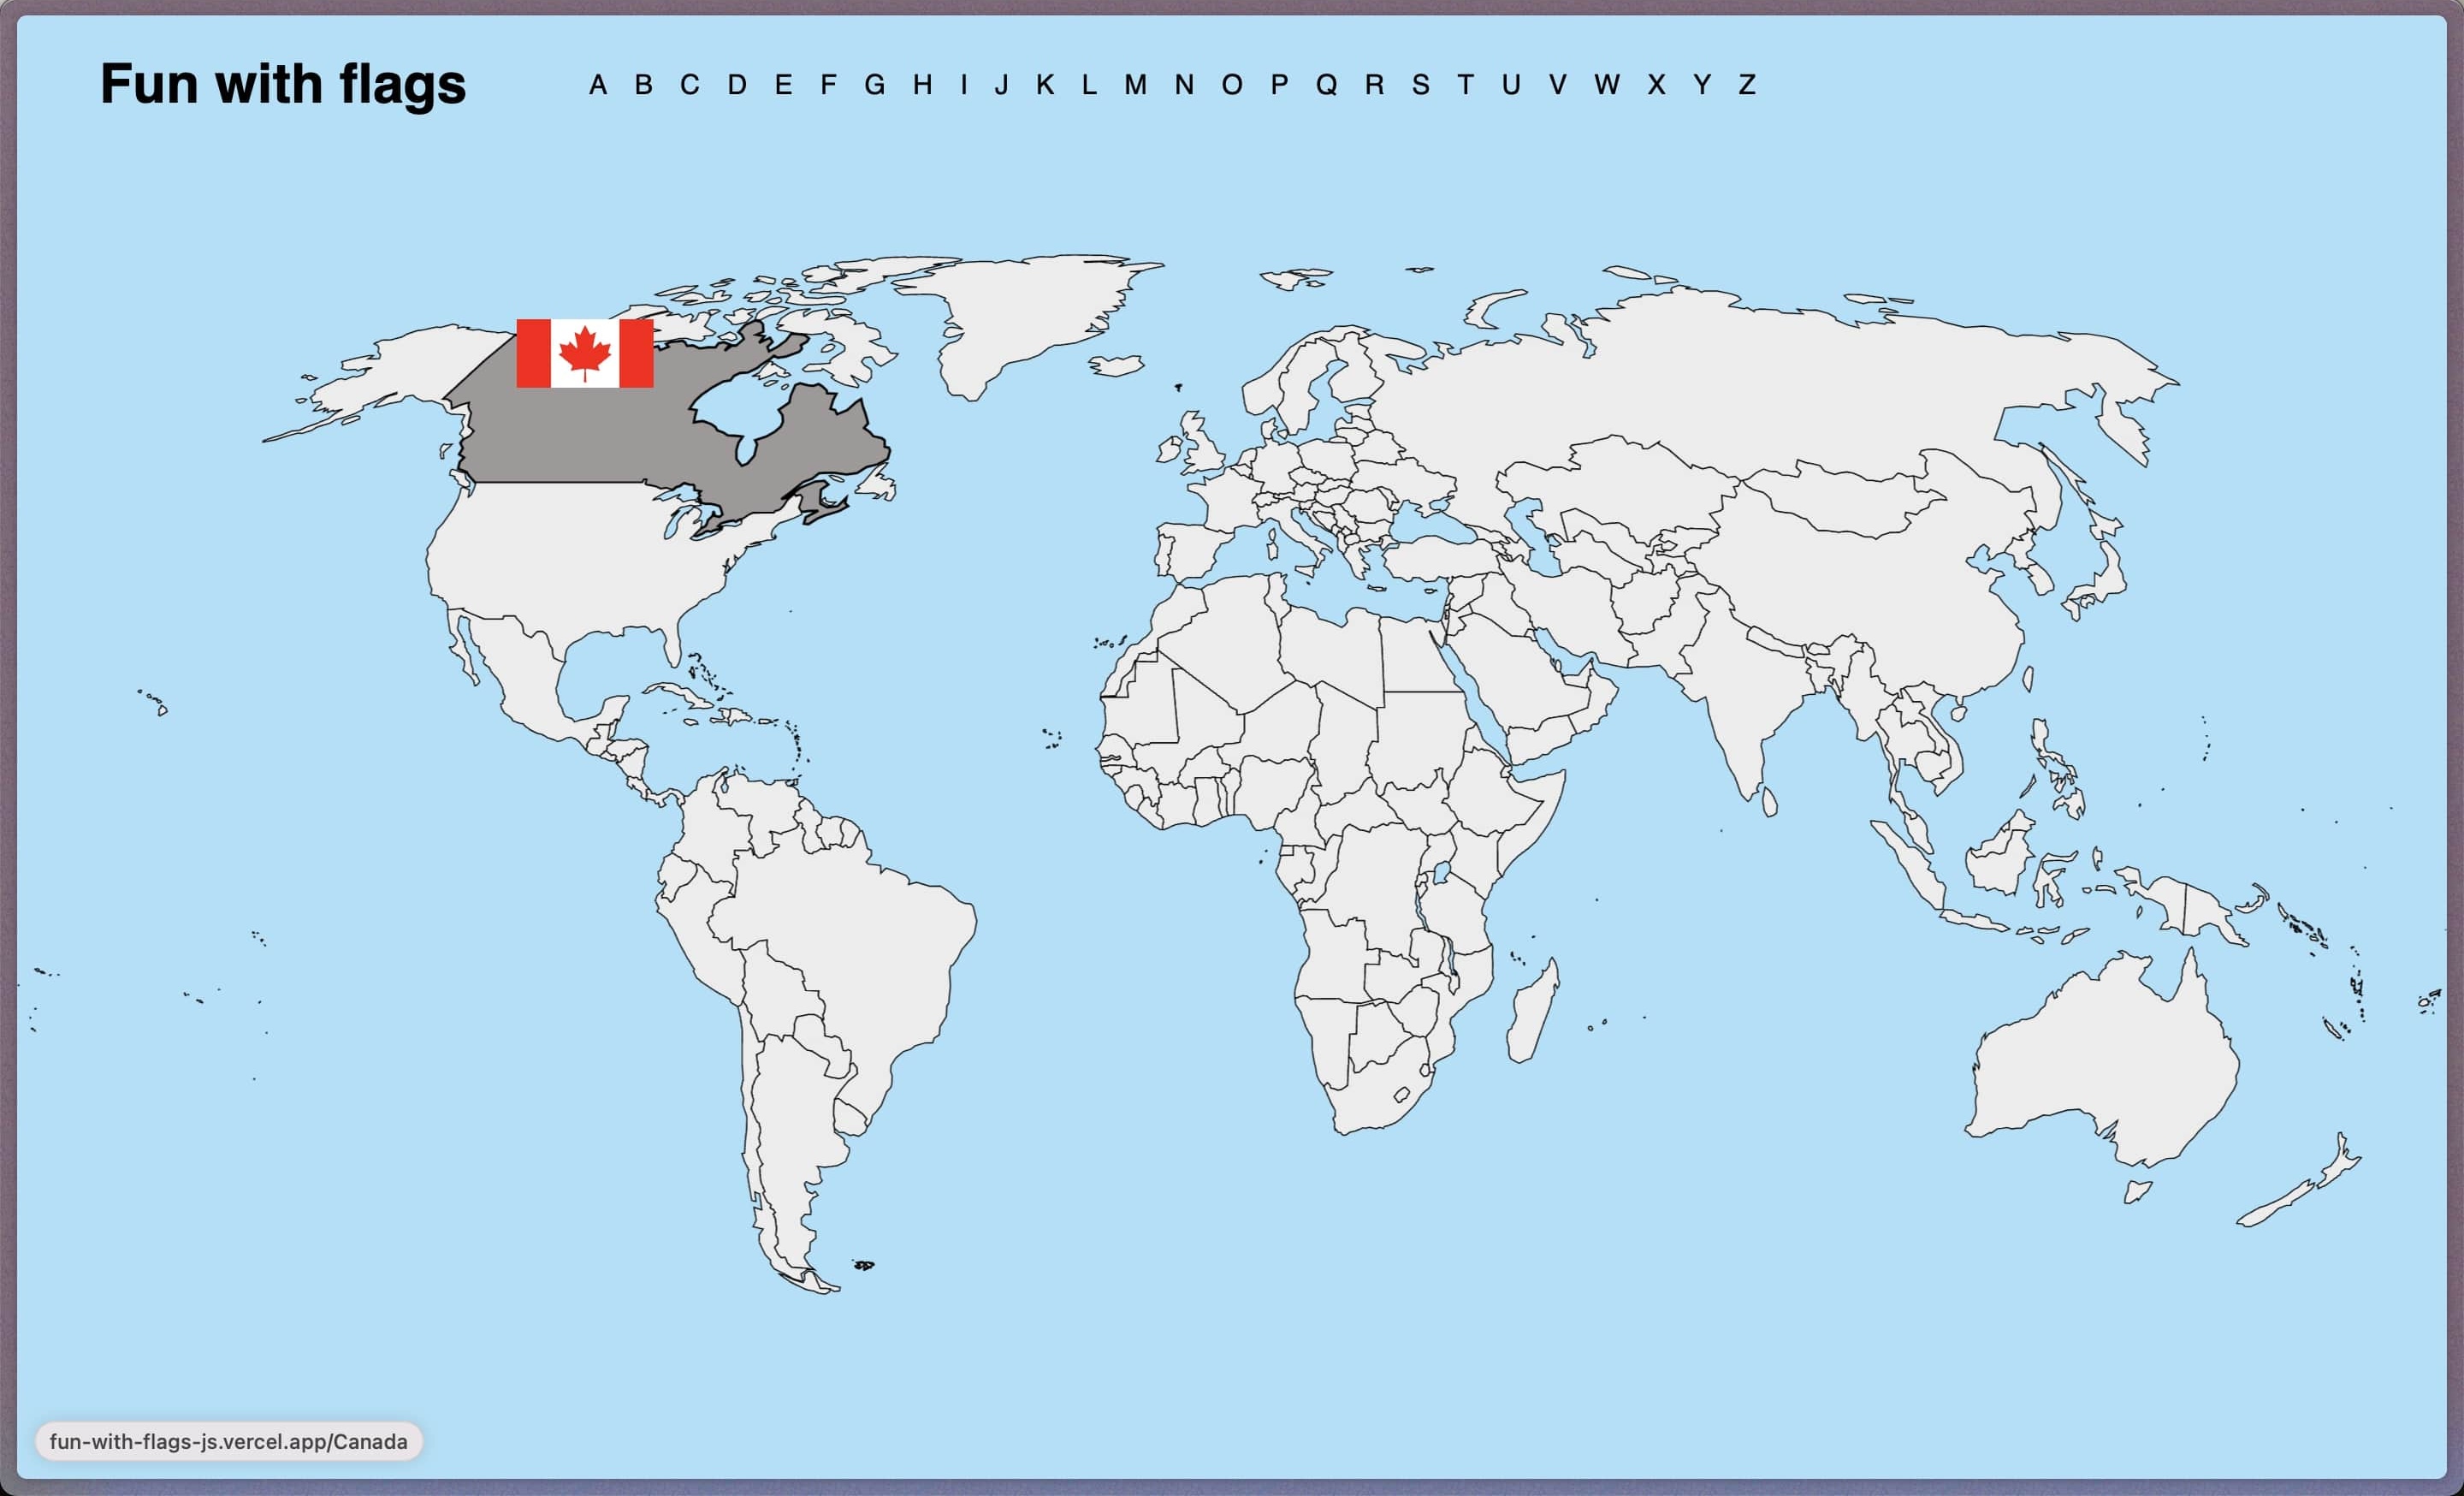 Fun with flags
A B C D E F G H I J K L M N O P Q R S T U V W X Y Z
fun-with-flags-js.vercel.app/Canada